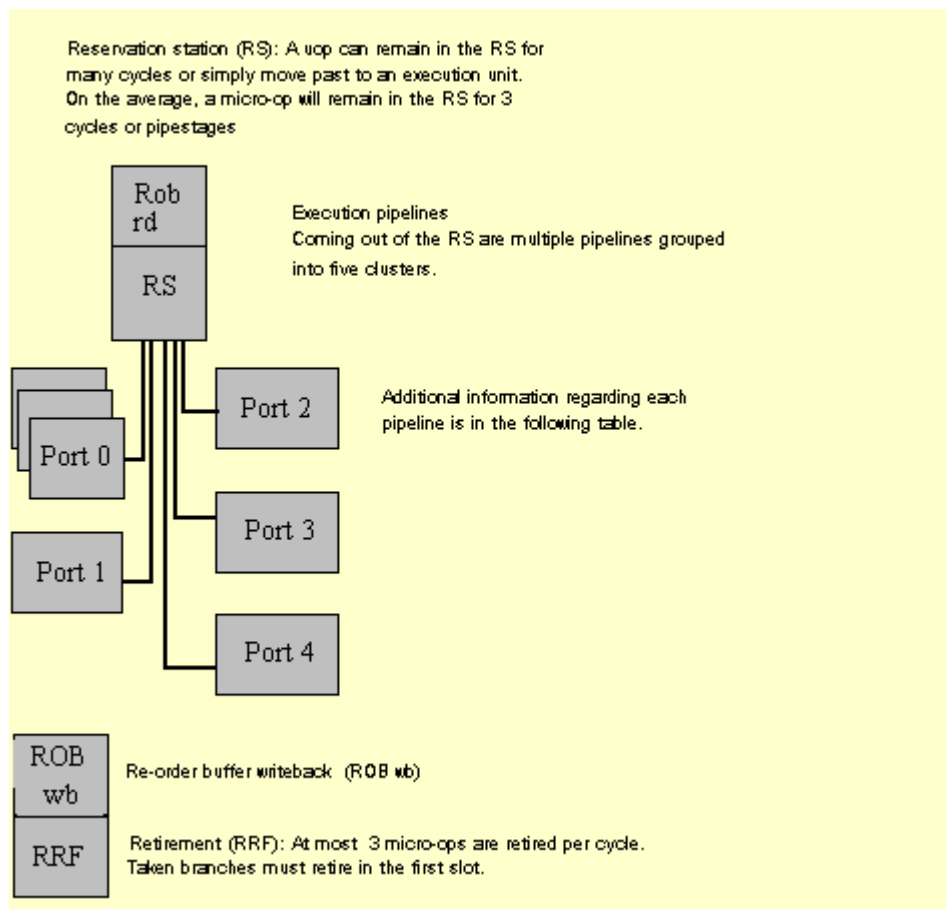 Reservation station (RS): A uop can remain in the RS for
many cycles or simply move past to an execution unit.
On the average, a micro-op will remain in the RS for 3
cycles or pipestages
Rob
rd
RS
Execution pipelines
Coming out of the RS are multiple pipelines grouped
into five clusters.
Port 0
Port 2
Additional information regarding each
pipeline is in the following table.
Port 1
Port 3
Port 4
ROB
wb
Re-order buffer writeback (ROB wb)
RRF
Retirement (RRF): At most 3 micro-ops are retired per cycle.
Taken branches must retire in the first slot.